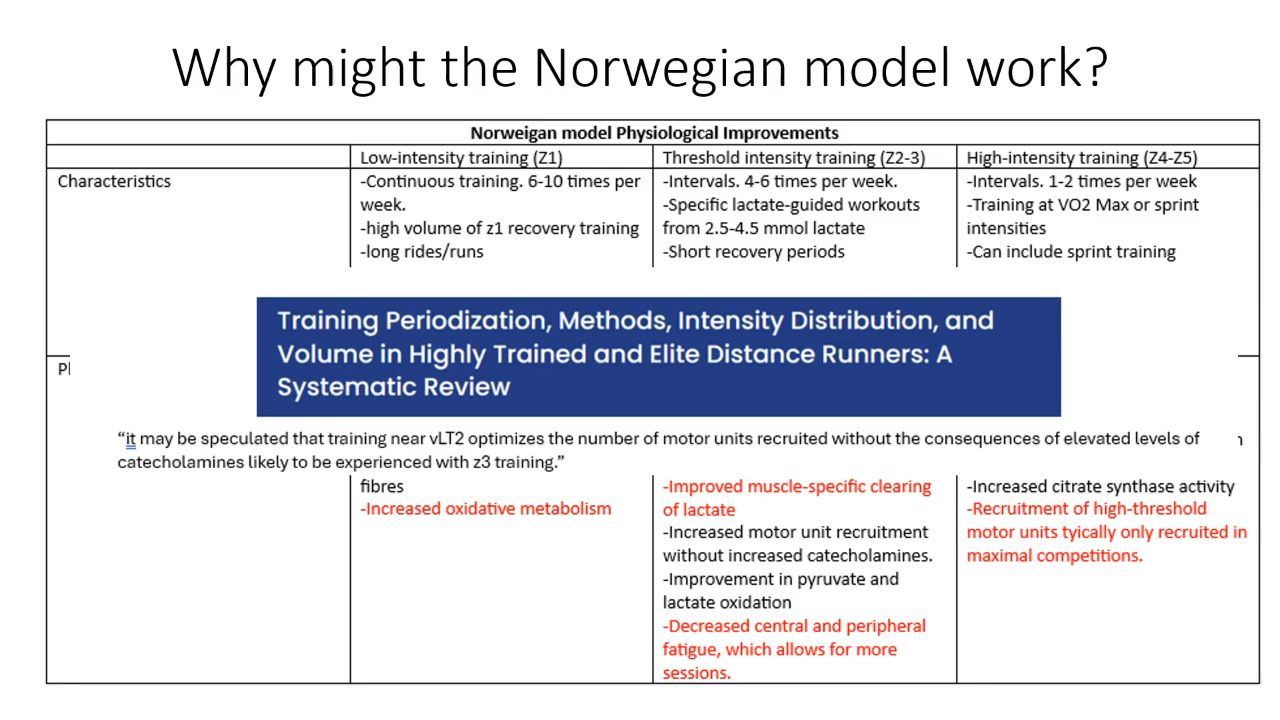 Why might the Norwegian model work?
Norweigan model Physiological Improvements
Low-intensity training (Z1)
Threshold intensity training (Z2-3)
High-intensity training (Z4-Z5)
Characteristics
-Continuous training. 6-10 times per
week.
-high volume of z1 recovery training
-long rides/runs
-Intervals. 4-6 times per week.
-Specific lactate-guided workouts
from 2.5-4.5 mmol lactate
-Short recovery periods
-Intervals. 1-2 times per week
-Training at VO2 Max or sprint
intensities
-Can include sprint training
Training Periodization, Methods, Intensity Distribution, and
Volume in Highly Trained and Elite Distance Runners: A
Systematic Review
“it may be speculated that training near vLT2 optimizes the number of motor units recruited without the consequences of elevated levels of
catecholamines likely to be experienced with z3 training.”
fibres
-Increased oxidative metabolism
-Improved muscle-specific clearing
of lactate
-Increased motor unit recruitment
without increased catecholamines.
-Improvement in pyruvate and
lactate oxidation
-Decreased central and peripheral
fatigue, which allows for more
sessions.
-Increased citrate synthase activity
-Recruitment of high-threshold
motor units tyically only recruited in
maximal competitions.